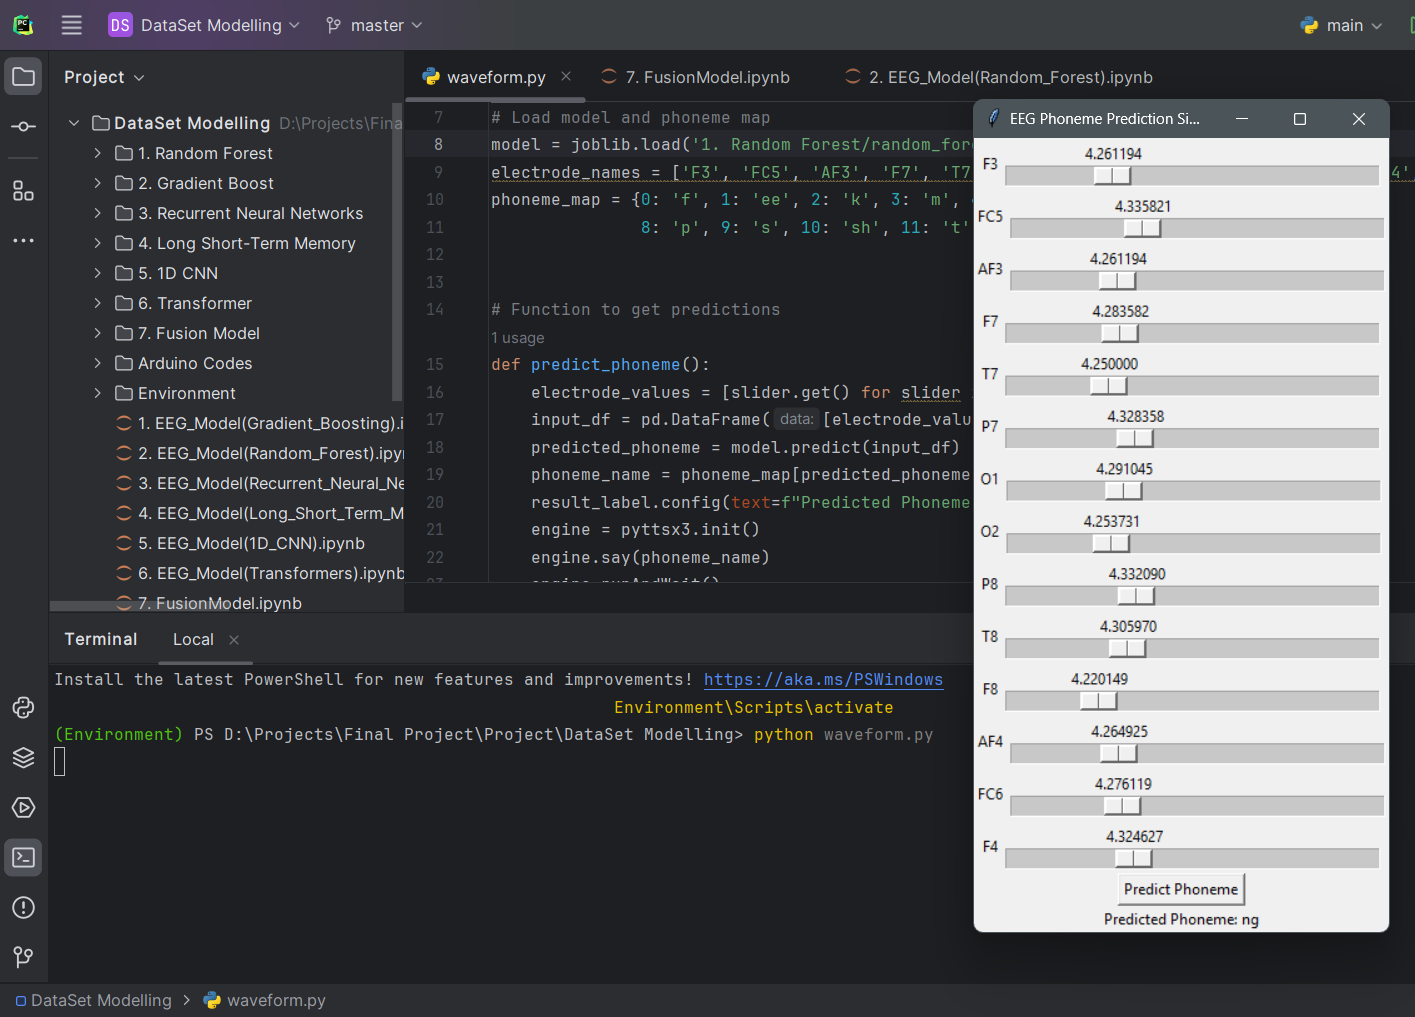 DS DataSet Modelling master main
Project
DataSet Modelling D:\Projects\Fina
1. Random Forest
2. Gradient Boost
3. Recurrent Neural Networks
4. Long Short-Term Memory
5. 1D CNN
6. Transformer
7. Fusion Model
Arduino Codes
Environment
1. EEG_Model(Gradient_Boosting).i
2. EEG_Model(Random_Forest).ipyn
3. EEG_Model(Recurrent_Neural_Ne
4. EEG_Model(Long_Short_Term_M
5. EEG_Model(1D_CNN).ipynb
6. EEG_Model(Transformers).ipynb
7. FusionModel.ipynb
waveform.py 7. FusionModel.ipynb 2. EEG_Model(Random_Forest).ipynb
7 # Load model and phoneme map
8 model = joblib.load('1. Random Forest/random_fore
9 electrode_names = ['F3', 'FC5', 'AF3', 'F7', 'T7 4',
10 phoneme_map = {0: 'f', 1: 'ee', 2: 'k', 3: 'm',
11 8: 'p', 9: 's', 10: 'sh', 11: 't'
12
13
14 # Function to get predictions
1 usage
15 def predict_phoneme():
16 electrode_values = [slider.get() for slider
17 input_df = pd.DataFrame( data: [electrode_valu
18 predicted_phoneme = model.predict(input_df)
19 phoneme_name = phoneme_map[predicted_phoneme
20 result_label.config(text=f"Predicted Phoneme
21 engine = pyttsx3.init()
22 engine.say(phoneme_name)
23 engine.runAndWait()
EEG Phoneme Prediction Si...
F3 4.261194
FC5 4.335821
AF3 4.261194
F7 4.283582
T7 4.250000
P7 4.328358
O1 4.291045
O2 4.253731
P8 4.332090
T8 4.305970
F8 4.220149
AF4 4.264925
FC6 4.276119
F4 4.324627
Predict Phoneme
Predicted Phoneme: ng
Terminal Local
Install the latest PowerShell for new features and improvements! https://aka.ms/PSWindows
Environment\Scripts\activate
(Environment) PS D:\Projects\Final Project\Project\DataSet Modelling> python waveform.py
DataSet Modelling > waveform.py